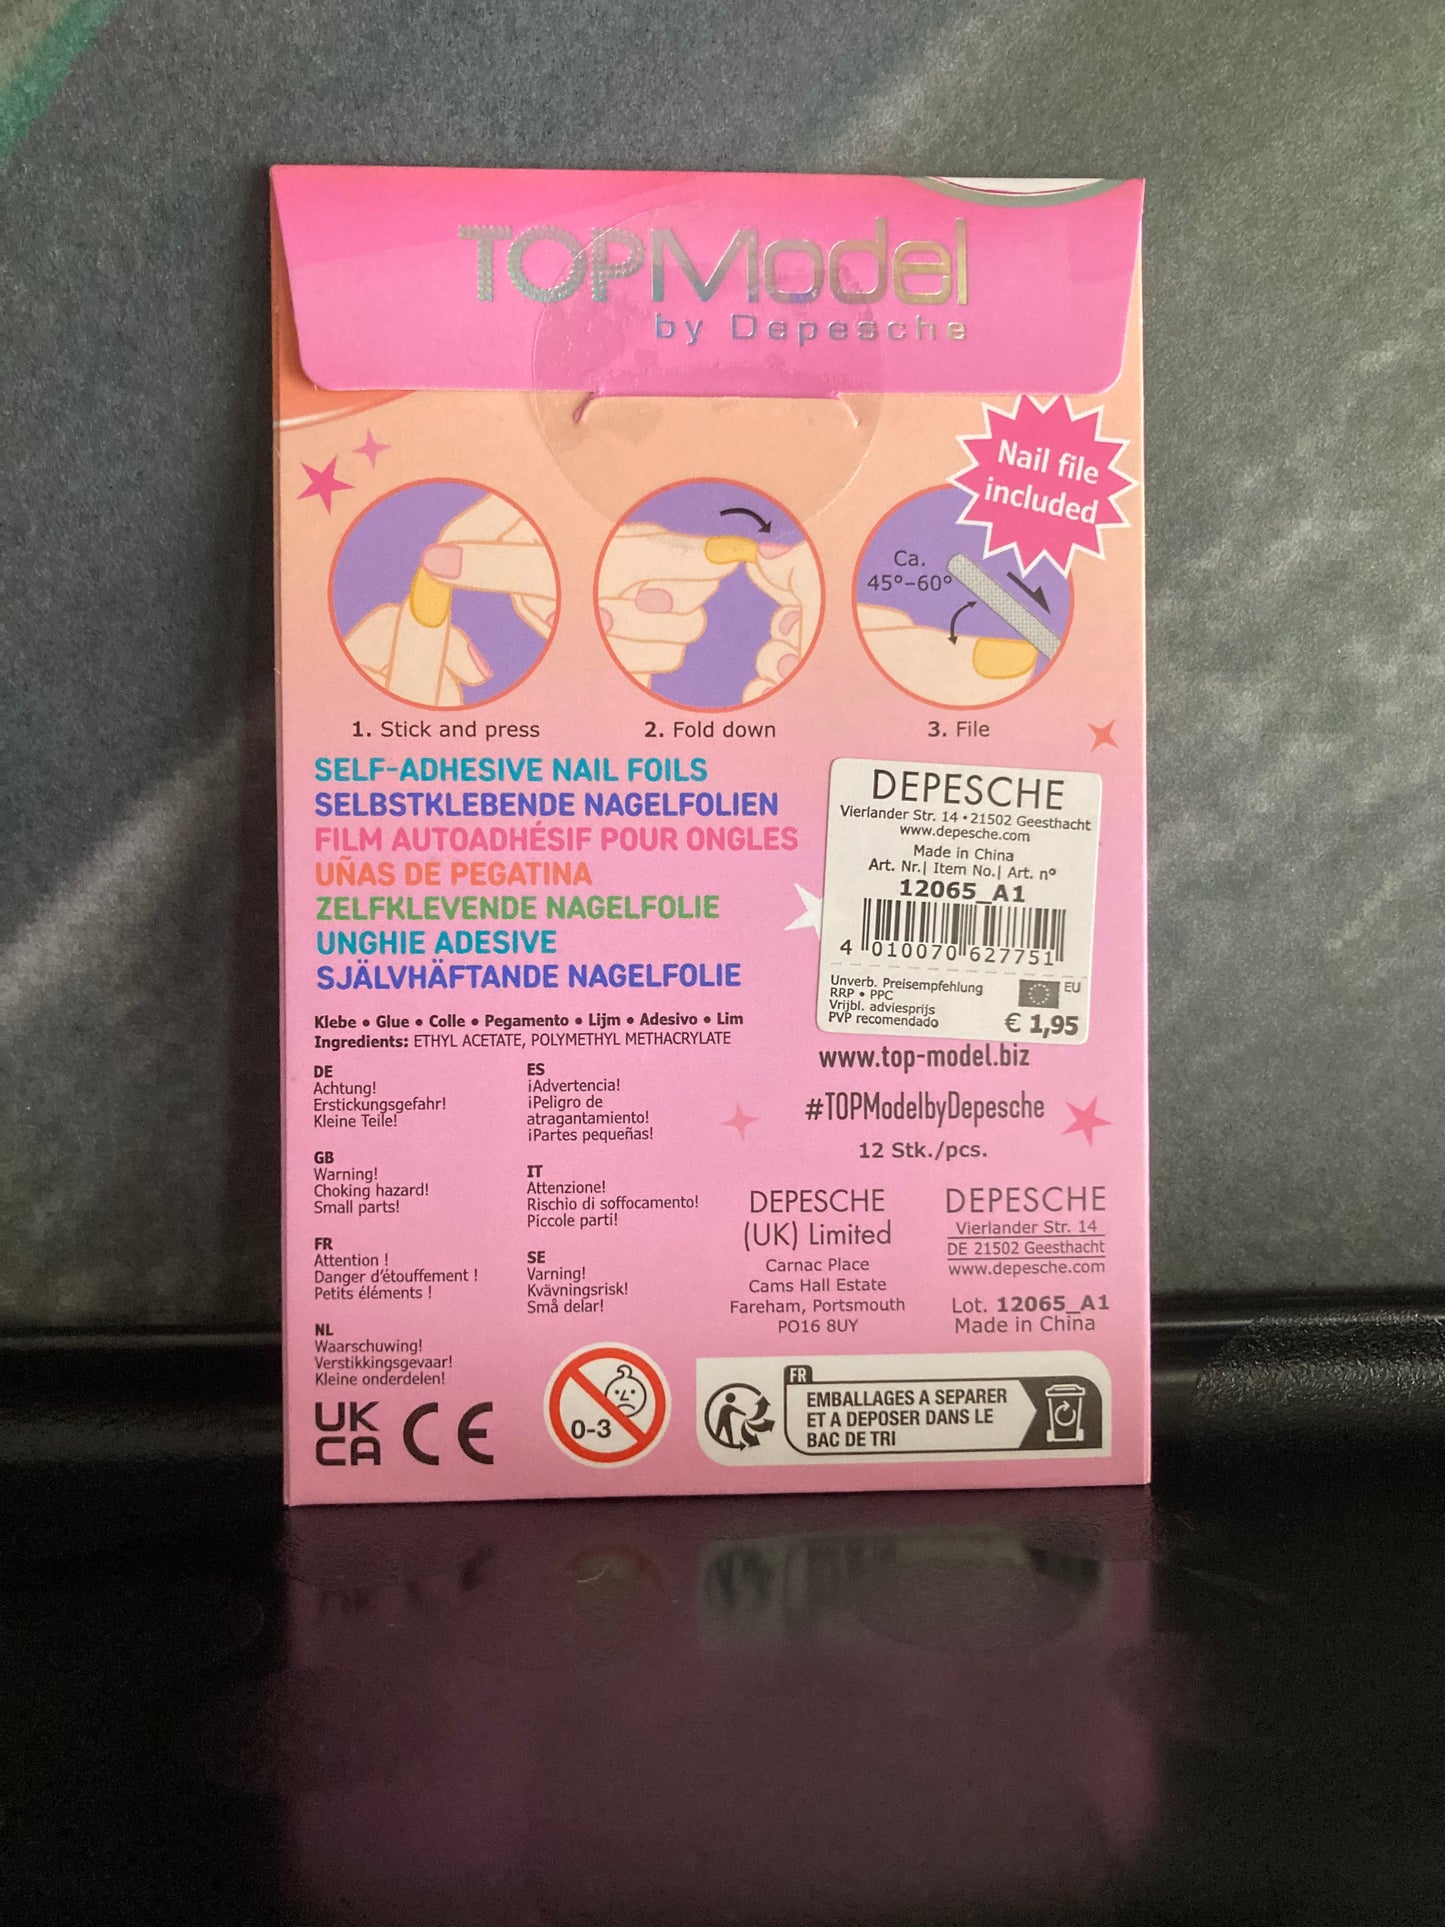 TOPModel
by Depesche
Nail file
included
Ca.
45°–60°
1. Stick and press
2. Fold down
3. File
SELF-ADHESIVE NAIL FOILS
SELBSTKLEBENDE NAGELFOLIEN
FILM AUTOADHÉSIF POUR ONGLES
UÑAS DE PEGATINA
ZELFKLEVENDE NAGELFOLIE
UNGHIE ADESIVE
SJÄLVHÄFTANDE NAGELFOLIE
Klebe • Glue • Colle • Pegamento • Lijm • Adesivo • Lim
Ingredients: ETHYL ACETATE, POLYMETHYL METHACRYLATE
DE
Achtung!
Erstickungsgefahr!
Kleine Teile!
GB
Warning!
Choking hazard!
Small parts!
FR
Attention !
Danger d'étouffement !
Petits éléments !
NL
Waarschuwing!
Verstikkingsgevaar!
Kleine onderdelen!
ES
¡Advertencia!
¡Peligro de
atragantamiento!
¡Partes pequeñas!
IT
Attenzione!
Rischio di soffocamento!
Piccole parti!
SE
Varning!
Kvävningsrisk!
Små delar!
DEPESCHE
Vierlander Str. 14 • 21502 Geesthacht
www.depesche.com
Made in China
Art. Nr.| Item No.| Art. nº
12065_A1
4 010070 627751
Unverb. Preisempfehlung
RRP • PPC
Vrijbl. adviesprijs
PVP recomendado
EU
€ 1,95
www.top-model.biz
#TOPModelbyDepesche
12 Stk./pcs.
DEPESCHE
(UK) Limited
Carnac Place
Cams Hall Estate
Fareham, Portsmouth
PO16 8UY
DEPESCHE
Vierlander Str. 14
DE 21502 Geesthacht
www.depesche.com
Lot. 12065_A1
Made in China
UK
CA
CE
0-3
FR
EMBALLAGES A SEPARER
ET A DEPOSER DANS LE
BAC DE TRI